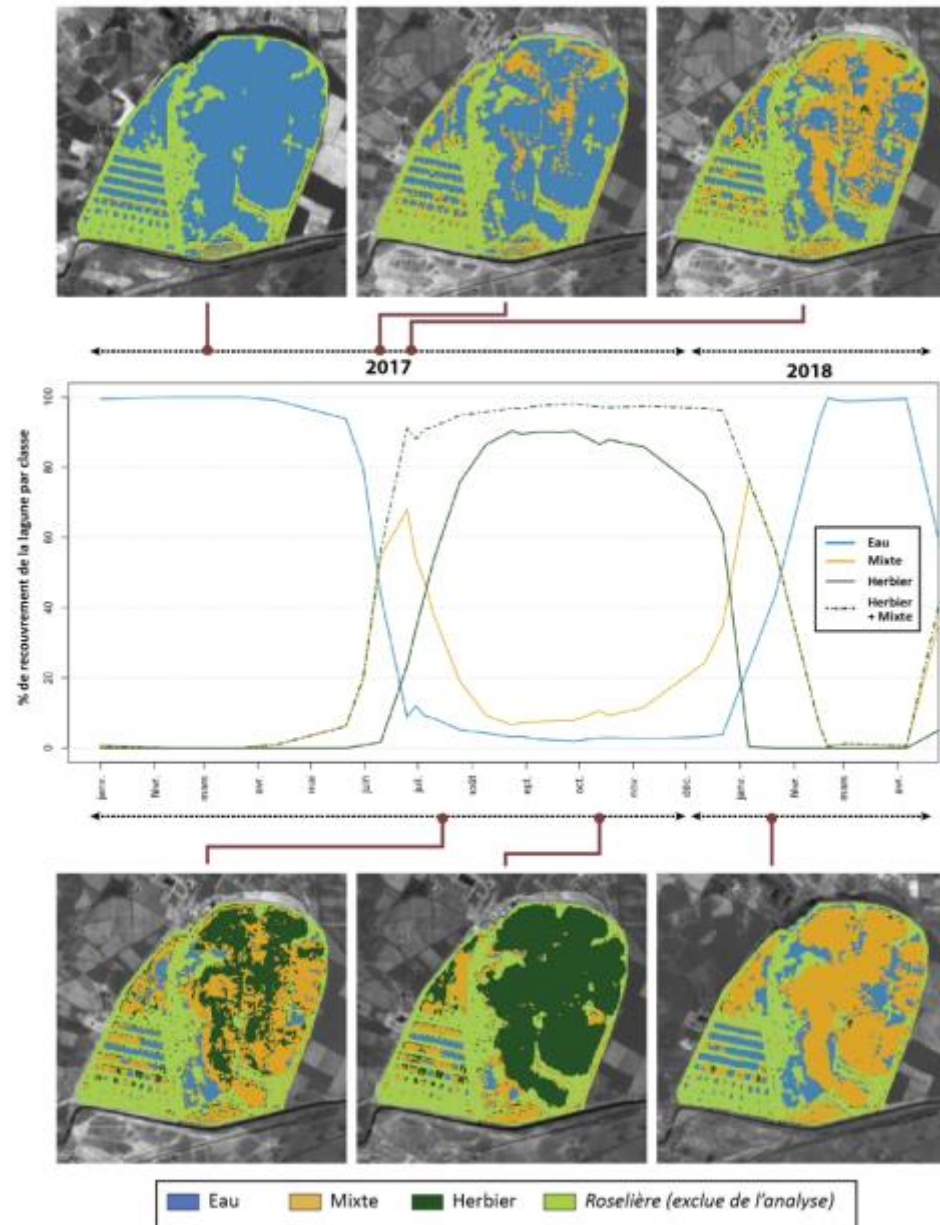 2017
2018
% de recouvrement de la lagune par classe
100
80
60
40
20
0
Eau
Mixte
Herbier
Herbier
+ Mixte
janv. févr. mars avr. mai juin juil. août sept. oct. nov. déc. janv. févr. mars avr.
Eau Mixte Herbier Roselière (exclue de l'analyse)